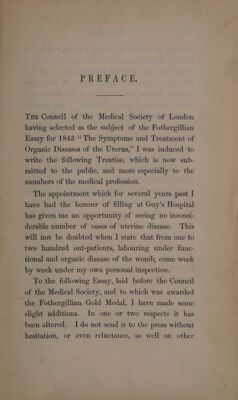 PREFACE.
The Council of the Medical Society of London
having selected as the subject of the Fothergillian
Essay for 1843 “The Symptoms and Treatment of
Organic Diseases of the Uterus,” I was induced to
write the following Treatise, which is now sub-
mitted to the public, and more especially to the
members of the medical profession.
The appointment which for several years past I
have had the honour of filling at Guy's Hospital
has given me an opportunity of seeing no inconsi-
derable number of cases of uterine disease. This
will not be doubted when I state that from one to
two hundred out-patients, labouring under func-
tional and organic disease of the womb, come week
by week under my own personal inspection.
To the following Essay, laid before the Council
of the Medical Society, and to which was awarded
the Fothergillian Gold Medal, I have made some
slight additions. In one or two respects it has
been altered. I do not send it to the press without
hesitation, or even reluctance, as well on other